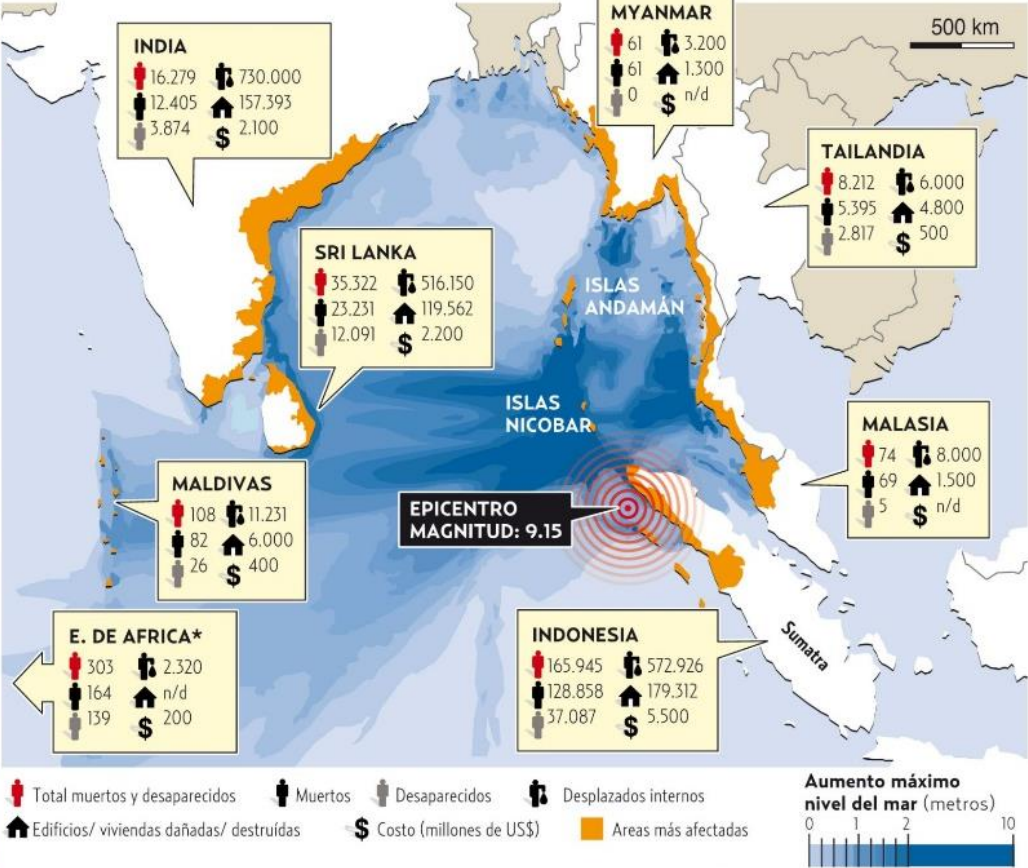 INDIA
16.279 730.000
12.405 157.393
3.874 $ 2.100
MYANMAR
61 3.200
61 1.300
0 $ n/d
500 km
TAILANDIA
8.212 6.000
5.395 4.800
2.817 $ 500
SRI LANKA
35.322 516.150
23.231 119.562
12.091 $ 2.200
ISLAS
ANDAMÁN
ISLAS
NICOBAR
MALASIA
74 8.000
69 1.500
5 $ n/d
MALDIVAS
108 11.231
82 6.000
26 $ 400
EPICENTRO
MAGNITUD: 9.15
E. DE AFRICA*
303 2.320
164 n/d
139 $ 200
INDONESIA
165.945 572.926
128.858 179.312
37.087 $ 5.500
Sumatra
Total muertos y desaparecidos Muertos Desaparecidos Desplazados internos
Edificios/ viviendas dañadas/ destruídas $ Costo (millones de US$) Areas más afectadas
Aumento máximo
nivel del mar (metros)
0 1 2 10